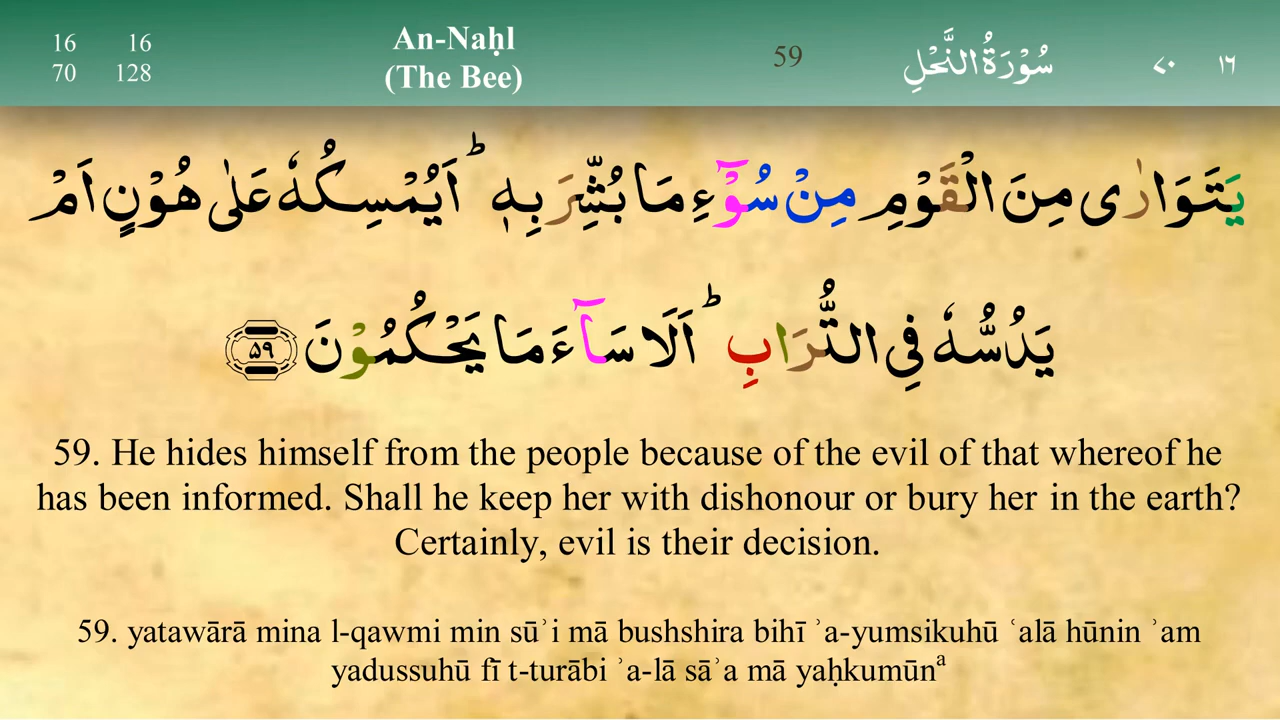 16 16 An-Naḥl 59 سُوْرَةُ النَّحْلِ ٧٠ ١٦
70 128 (The Bee)
يَتَوَارٰى مِنَ الْقَوْمِ مِنْ سُوْٓءِ مَا بُشِّرَ بِهٖ ؕ اَيُمْسِكُهٗ عَلٰى هُوْنٍ اَمْ
يَدُسُّهٗ فِى التُّرَابِ ؕ اَلَا سَآءَ مَا يَحْكُمُوْنَ ۵۹
59. He hides himself from the people because of the evil of that whereof he
has been informed. Shall he keep her with dishonour or bury her in the earth?
Certainly, evil is their decision.
59. yatawārā mina l-qawmi min sūʾi mā bushshira bihī ʾa-yumsikuhū ʿalā hūnin ʾam
yadussuhū fī t-turābi ʾa-lā sāʾa mā yaḥkumūnᵃ